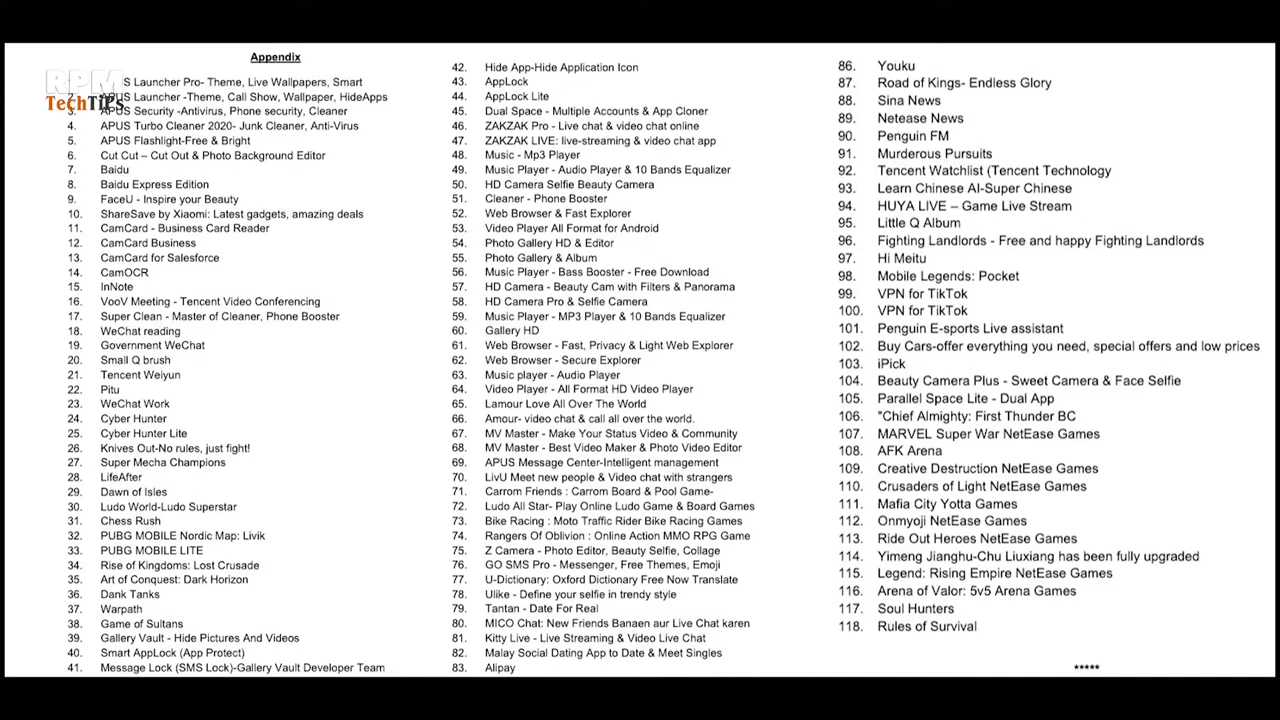 Appendix
RPM
TechTIPs
S Launcher Pro- Theme, Live Wallpapers, Smart
2. APUS Launcher -Theme, Call Show, Wallpaper, HideApps
3. APUS Security -Antivirus, Phone security, Cleaner
4. APUS Turbo Cleaner 2020- Junk Cleaner, Anti-Virus
5. APUS Flashlight-Free & Bright
6. Cut Cut – Cut Out & Photo Background Editor
7. Baidu
8. Baidu Express Edition
9. FaceU - Inspire your Beauty
10. ShareSave by Xiaomi: Latest gadgets, amazing deals
11. CamCard - Business Card Reader
12. CamCard Business
13. CamCard for Salesforce
14. CamOCR
15. InNote
16. VooV Meeting - Tencent Video Conferencing
17. Super Clean - Master of Cleaner, Phone Booster
18. WeChat reading
19. Government WeChat
20. Small Q brush
21. Tencent Weiyun
22. Pitu
23. WeChat Work
24. Cyber Hunter
25. Cyber Hunter Lite
26. Knives Out-No rules, just fight!
27. Super Mecha Champions
28. LifeAfter
29. Dawn of Isles
30. Ludo World-Ludo Superstar
31. Chess Rush
32. PUBG MOBILE Nordic Map: Livik
33. PUBG MOBILE LITE
34. Rise of Kingdoms: Lost Crusade
35. Art of Conquest: Dark Horizon
36. Dank Tanks
37. Warpath
38. Game of Sultans
39. Gallery Vault - Hide Pictures And Videos
40. Smart AppLock (App Protect)
41. Message Lock (SMS Lock)-Gallery Vault Developer Team
42. Hide App-Hide Application Icon
43. AppLock
44. AppLock Lite
45. Dual Space - Multiple Accounts & App Cloner
46. ZAKZAK Pro - Live chat & video chat online
47. ZAKZAK LIVE: live-streaming & video chat app
48. Music - Mp3 Player
49. Music Player - Audio Player & 10 Bands Equalizer
50. HD Camera Selfie Beauty Camera
51. Cleaner - Phone Booster
52. Web Browser & Fast Explorer
53. Video Player All Format for Android
54. Photo Gallery HD & Editor
55. Photo Gallery & Album
56. Music Player - Bass Booster - Free Download
57. HD Camera - Beauty Cam with Filters & Panorama
58. HD Camera Pro & Selfie Camera
59. Music Player - MP3 Player & 10 Bands Equalizer
60. Gallery HD
61. Web Browser - Fast, Privacy & Light Web Explorer
62. Web Browser - Secure Explorer
63. Music player - Audio Player
64. Video Player - All Format HD Video Player
65. Lamour Love All Over The World
66. Amour- video chat & call all over the world.
67. MV Master - Make Your Status Video & Community
68. MV Master - Best Video Maker & Photo Video Editor
69. APUS Message Center-Intelligent management
70. LivU Meet new people & Video chat with strangers
71. Carrom Friends : Carrom Board & Pool Game-
72. Ludo All Star- Play Online Ludo Game & Board Games
73. Bike Racing : Moto Traffic Rider Bike Racing Games
74. Rangers Of Oblivion : Online Action MMO RPG Game
75. Z Camera - Photo Editor, Beauty Selfie, Collage
76. GO SMS Pro - Messenger, Free Themes, Emoji
77. U-Dictionary: Oxford Dictionary Free Now Translate
78. Ulike - Define your selfie in trendy style
79. Tantan - Date For Real
80. MICO Chat: New Friends Banaen aur Live Chat karen
81. Kitty Live - Live Streaming & Video Live Chat
82. Malay Social Dating App to Date & Meet Singles
83. Alipay
86. Youku
87. Road of Kings- Endless Glory
88. Sina News
89. Netease News
90. Penguin FM
91. Murderous Pursuits
92. Tencent Watchlist (Tencent Technology
93. Learn Chinese AI-Super Chinese
94. HUYA LIVE – Game Live Stream
95. Little Q Album
96. Fighting Landlords - Free and happy Fighting Landlords
97. Hi Meitu
98. Mobile Legends: Pocket
99. VPN for TikTok
100. VPN for TikTok
101. Penguin E-sports Live assistant
102. Buy Cars-offer everything you need, special offers and low prices
103. iPick
104. Beauty Camera Plus - Sweet Camera & Face Selfie
105. Parallel Space Lite - Dual App
106. "Chief Almighty: First Thunder BC
107. MARVEL Super War NetEase Games
108. AFK Arena
109. Creative Destruction NetEase Games
110. Crusaders of Light NetEase Games
111. Mafia City Yotta Games
112. Onmyoji NetEase Games
113. Ride Out Heroes NetEase Games
114. Yimeng Jianghu-Chu Liuxiang has been fully upgraded
115. Legend: Rising Empire NetEase Games
116. Arena of Valor: 5v5 Arena Games
117. Soul Hunters
118. Rules of Survival
*****